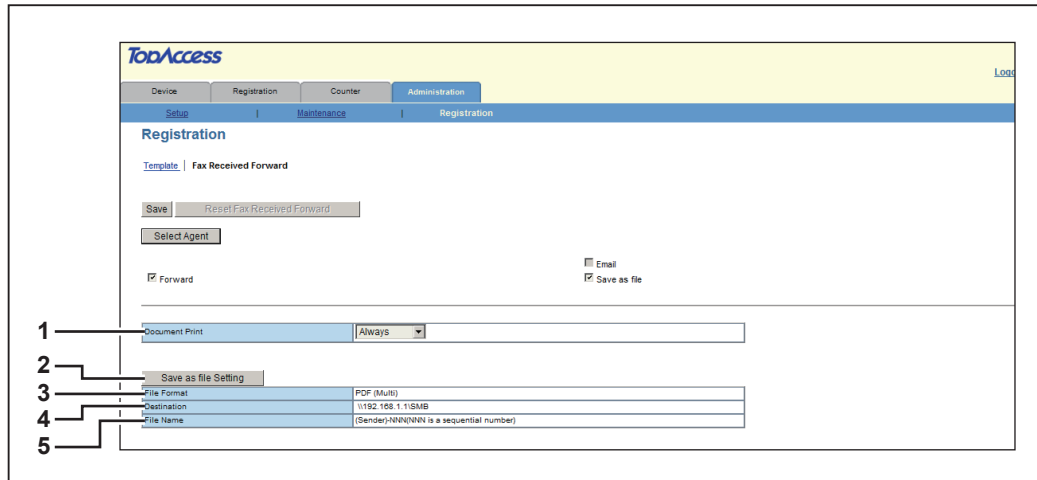 TopAccess
Logo
Device Registration Counter Administration
Setup | Maintenance | Registration
Registration
Template | Fax Received Forward
Save Reset Fax Received Forward
Select Agent
Email
Forward Save as file
1 Document Print Always
2 Save as file Setting
3 File Format PDF (Multi)
4 Destination \\192.168.1.1\SMB
5 File Name (Sender)-NNN(NNN is a sequential number)